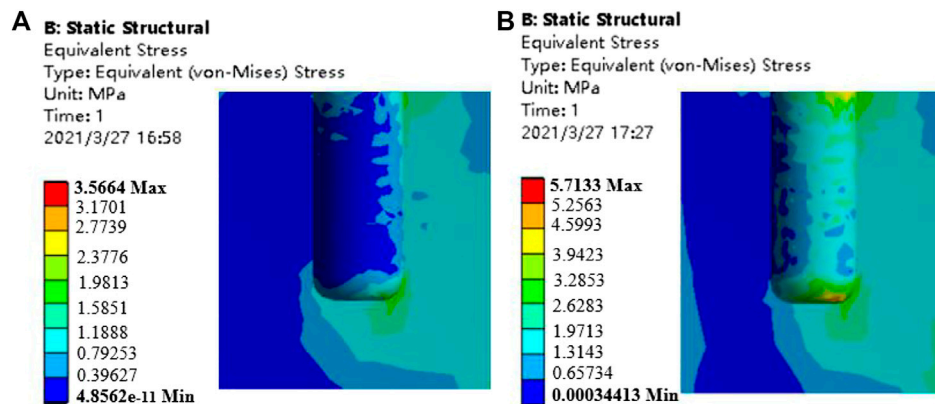 A
B: Static Structural
Equivalent Stress
Type: Equivalent (von-Mises) Stress
Unit: MPa
Time: 1
2021/3/27 16:58
3.5664 Max
3.1701
2.7739
2.3776
1.9813
1.5851
1.1888
0.79253
0.39627
4.8562e-11 Min
B
B: Static Structural
Equivalent Stress
Type: Equivalent (von-Mises) Stress
Unit: MPa
Time: 1
2021/3/27 17:27
5.7133 Max
5.2563
4.5993
3.9423
3.2853
2.6283
1.9713
1.3143
0.65734
0.00034413 Min